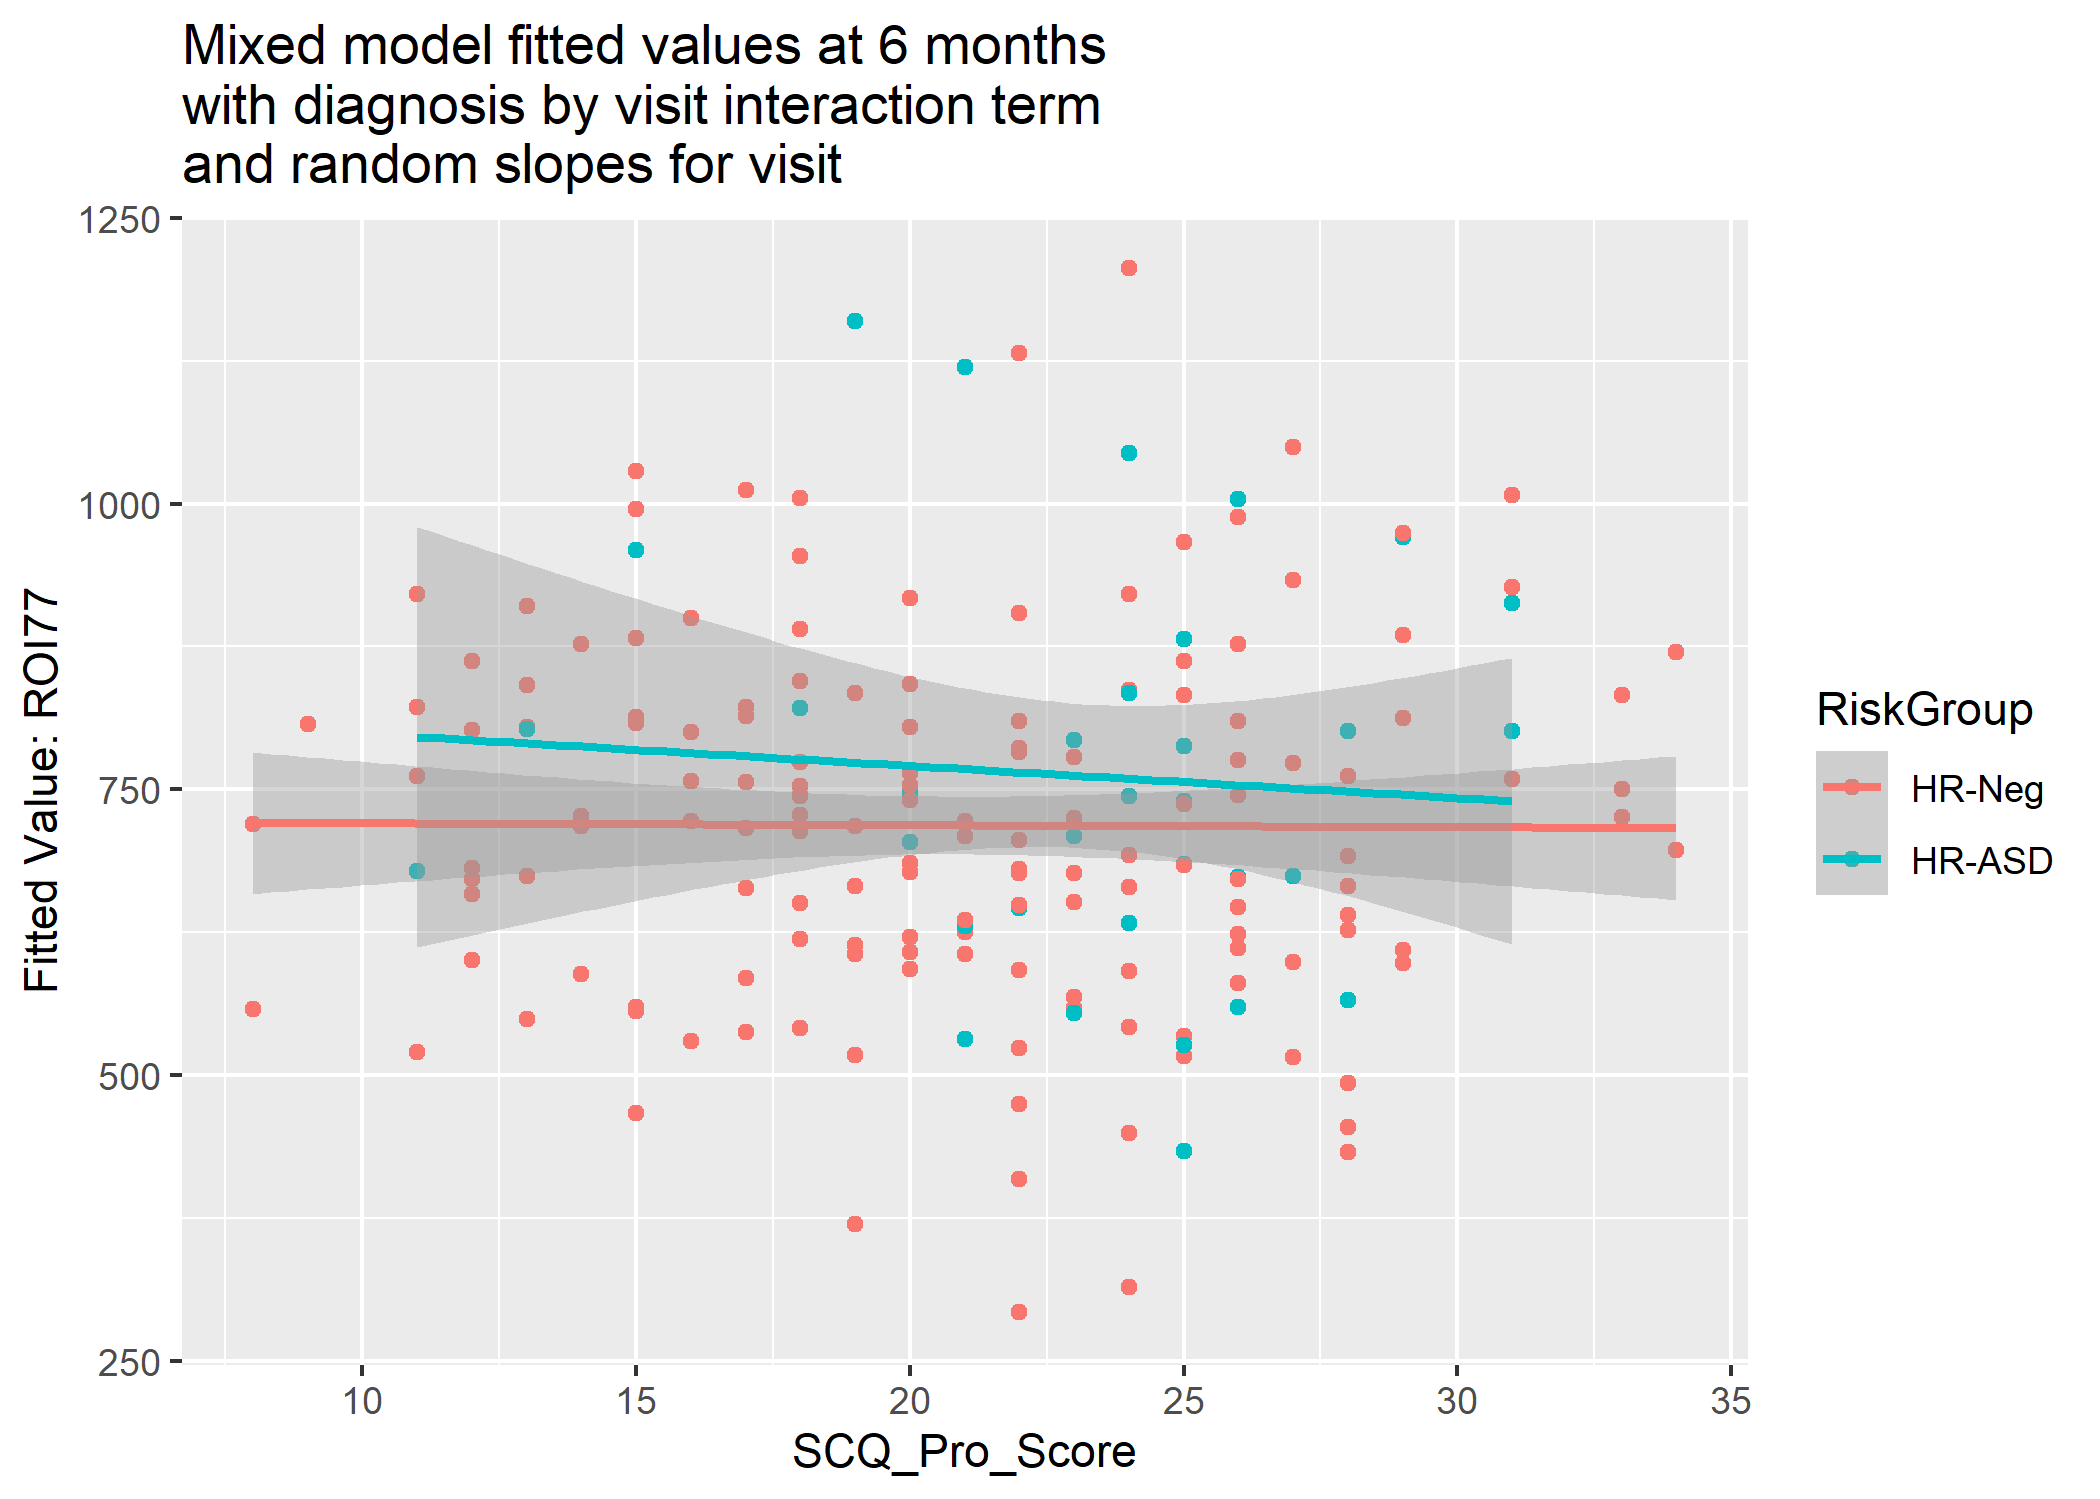 Mixed model fitted values at 6 months
with diagnosis by visit interaction term
and random slopes for visit
1250
1000
750
500
250
Fitted Value: ROI77
10 15 20 25 30 35
SCQ_Pro_Score
RiskGroup
HR-Neg
HR-ASD